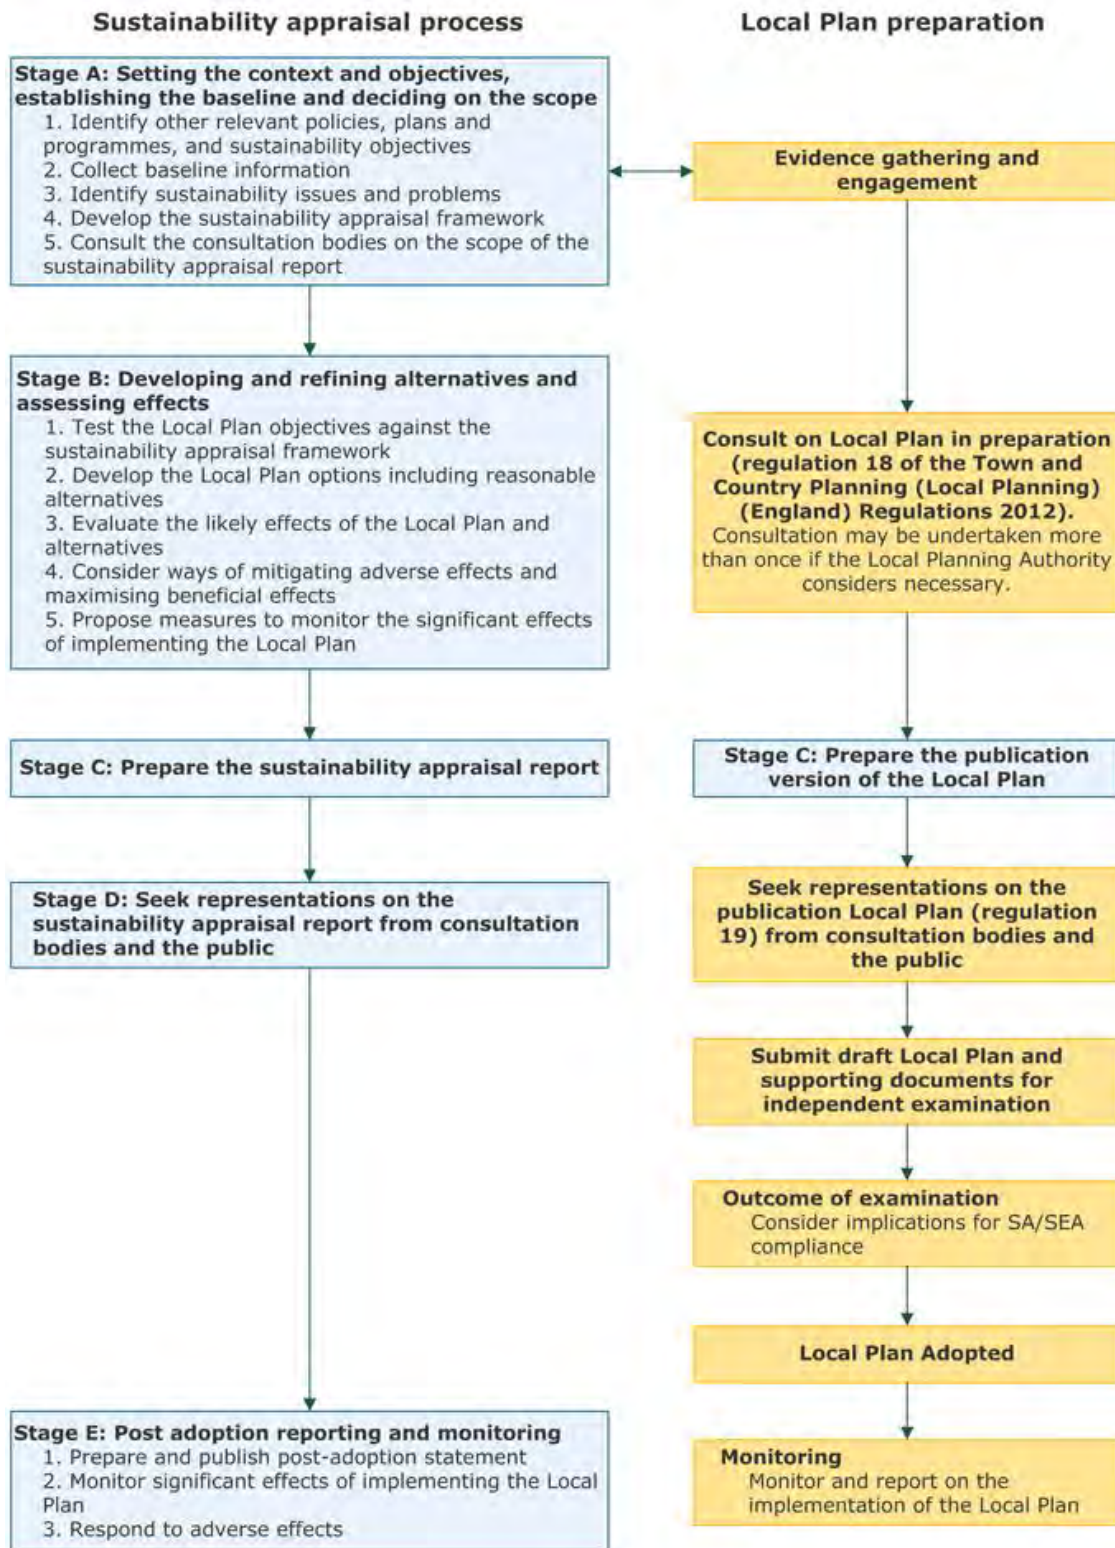 Sustainability appraisal process
Local Plan preparation
Stage A: Setting the context and objectives,
establishing the baseline and deciding on the scope
1. Identify other relevant policies, plans and
programmes, and sustainability objectives
2. Collect baseline information
3. Identify sustainability issues and problems
4. Develop the sustainability appraisal framework
5. Consult the consultation bodies on the scope of the
sustainability appraisal report
Evidence gathering and
engagement
Stage B: Developing and refining alternatives and
assessing effects
1. Test the Local Plan objectives against the
sustainability appraisal framework
2. Develop the Local Plan options including reasonable
alternatives
3. Evaluate the likely effects of the Local Plan and
alternatives
4. Consider ways of mitigating adverse effects and
maximising beneficial effects
5. Propose measures to monitor the significant effects
of implementing the Local Plan
Consult on Local Plan in preparation
(regulation 18 of the Town and
Country Planning (Local Planning)
(England) Regulations 2012).
Consultation may be undertaken more
than once if the Local Planning Authority
considers necessary.
Stage C: Prepare the sustainability appraisal report
Stage C: Prepare the publication
version of the Local Plan
Stage D: Seek representations on the
sustainability appraisal report from consultation
bodies and the public
Seek representations on the
publication Local Plan (regulation
19) from consultation bodies and
the public
Submit draft Local Plan and
supporting documents for
independent examination
Outcome of examination
Consider implications for SA/SEA
compliance
Local Plan Adopted
Stage E: Post adoption reporting and monitoring
1. Prepare and publish post-adoption statement
2. Monitor significant effects of implementing the Local
Plan
3. Respond to adverse effects
Monitoring
Monitor and report on the
implementation of the Local Plan